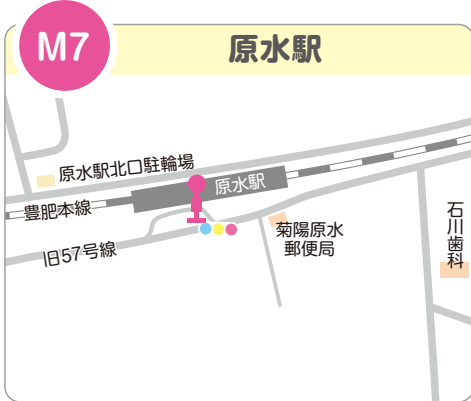 M7
原水駅
原水駅北口駐輪場
原水駅
豊肥本線
旧57号線
菊陽原水
郵便局
石川歯科